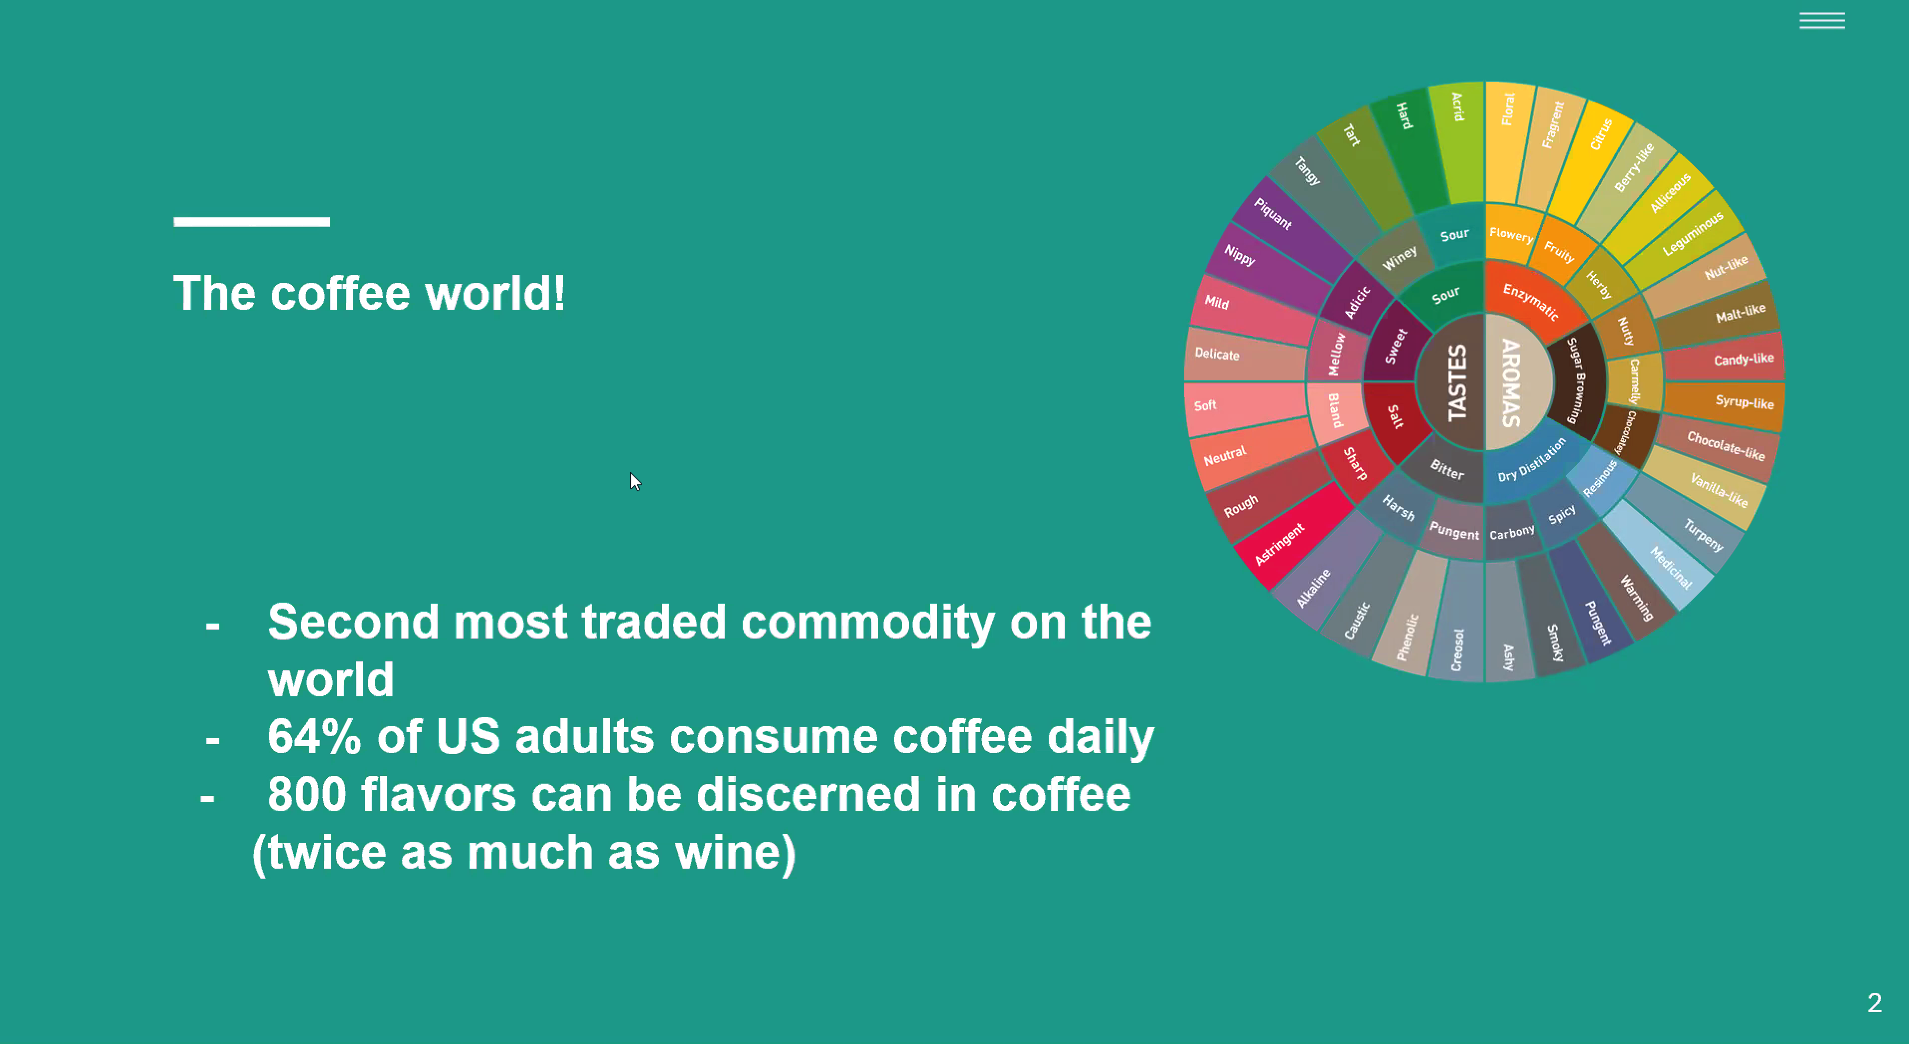 The coffee world!
- Second most traded commodity on the
world
- 64% of US adults consume coffee daily
- 800 flavors can be discerned in coffee
(twice as much as wine)
TASTES
AROMAS
Sour
Sweet
Salt
Bitter
Enzymatic
Sugar Browning
Dry Distilation
Sour
Winey
Adicic
Mellow
Bland
Sharp
Harsh
Pungent
Flowery
Fruity
Herby
Nutty
Carmelly
Chocolatey
Resinous
Spicy
Carbony
Acrid
Hard
Tart
Tangy
Piquant
Nippy
Mild
Delicate
Soft
Neutral
Rough
Astringent
Alkaline
Caustic
Phenolic
Creosol
Floral
Fragrent
Citrus
Berry-like
Alliceous
Leguminous
Nut-like
Malt-like
Candy-like
Syrup-like
Chocolate-like
Vanilla-like
Turpeny
Medicinal
Warming
Pungent
Smoky
Ashy
2